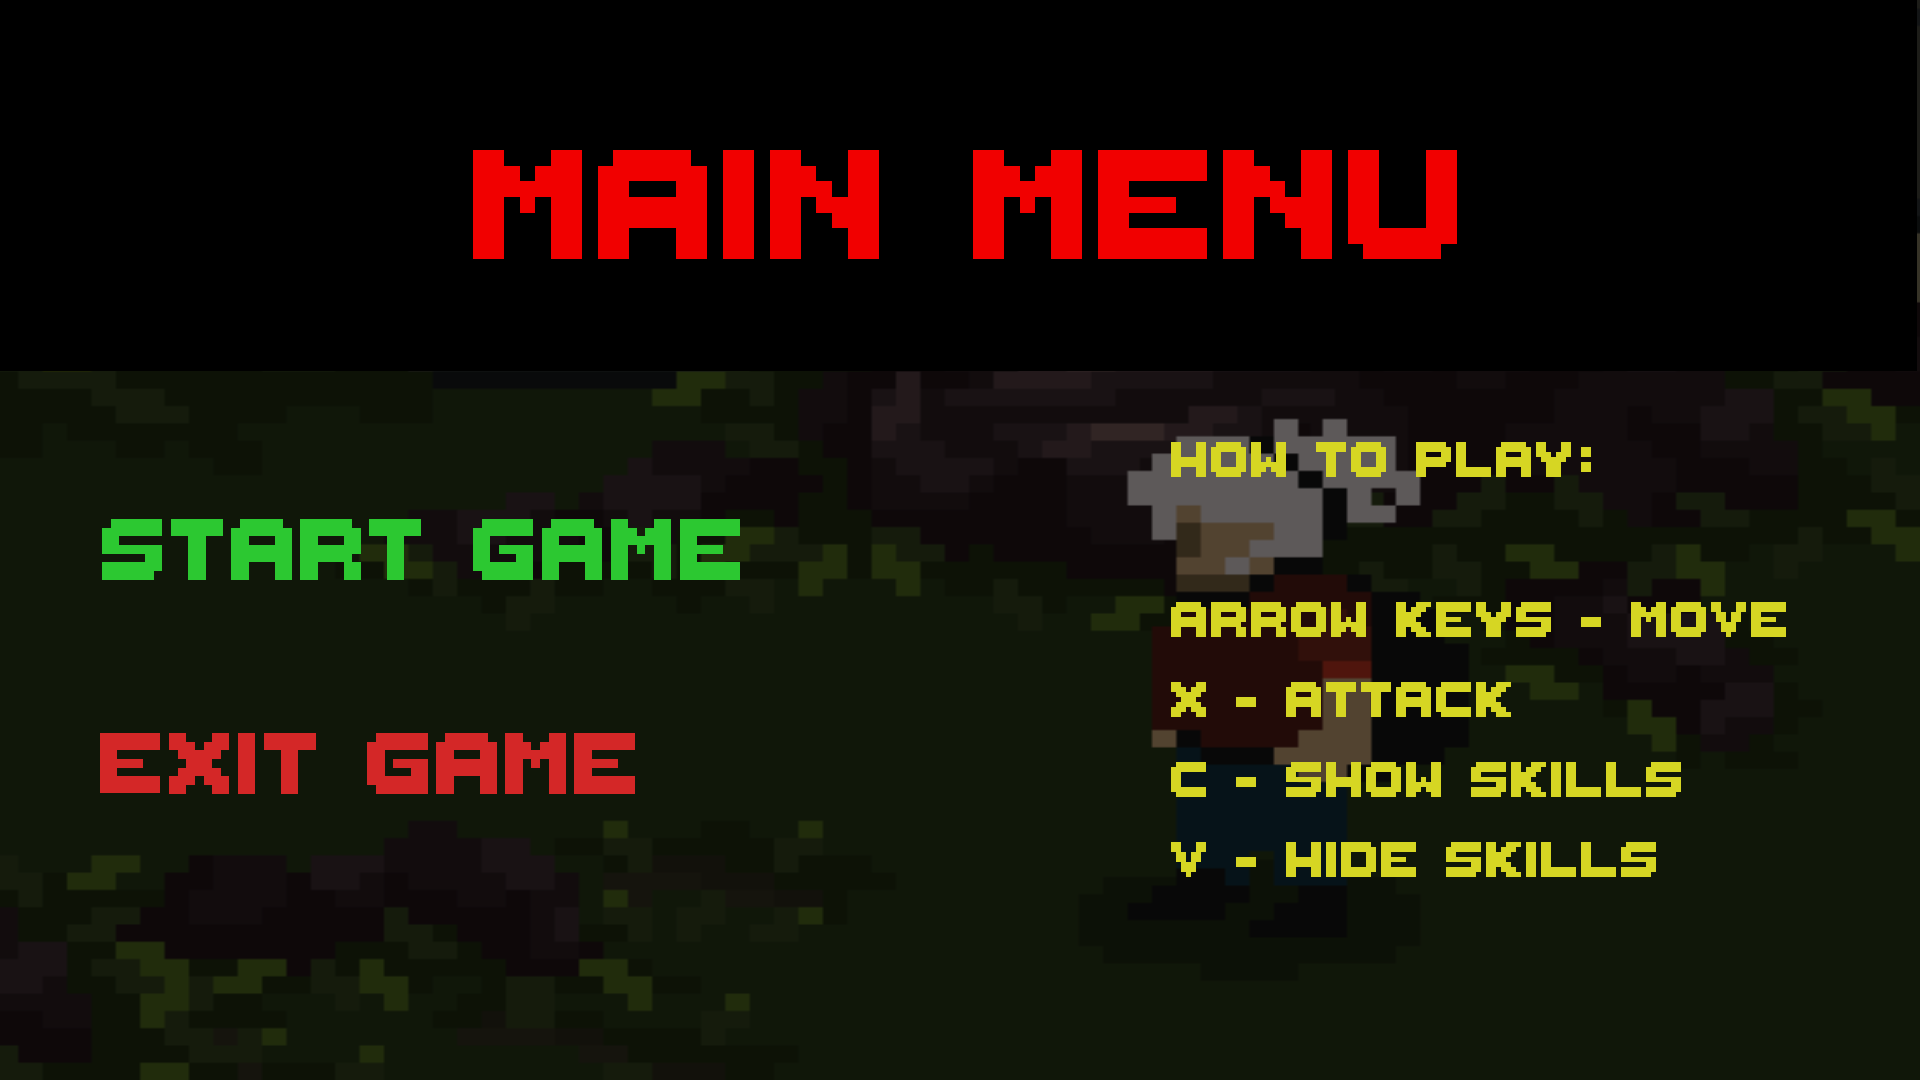 MAIN MENU
START GAME
EXIT GAME
HOW TO PLAY:
ARROW KEYS - MOVE
X - ATTACK
C - SHOW SKILLS
V - HIDE SKILLS